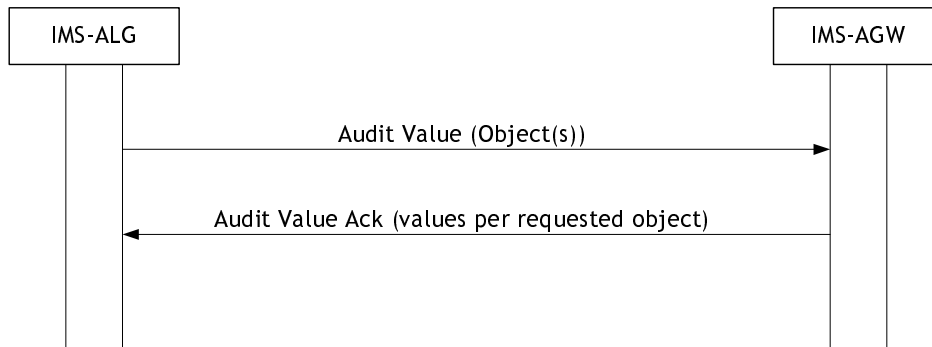 IMS-ALG
IMS-AGW
Audit Value (Object(s))
Audit Value Ack (values per requested object)